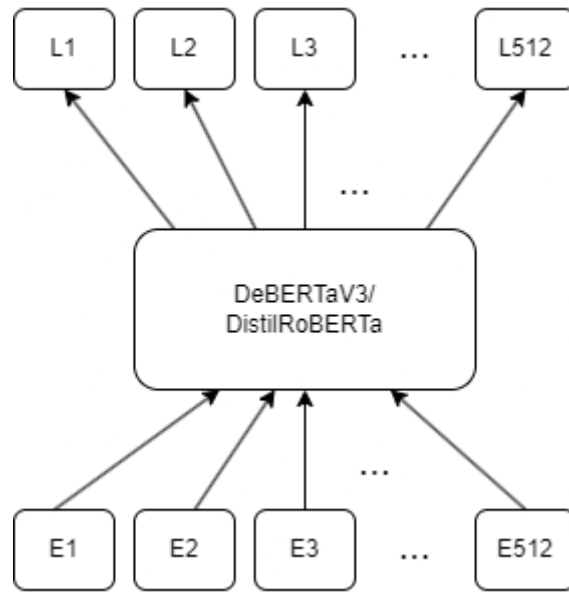 L1 L2 L3 ... L512
...
DeBERTaV3/
DistilRoBERTa
...
E1 E2 E3 ... E512